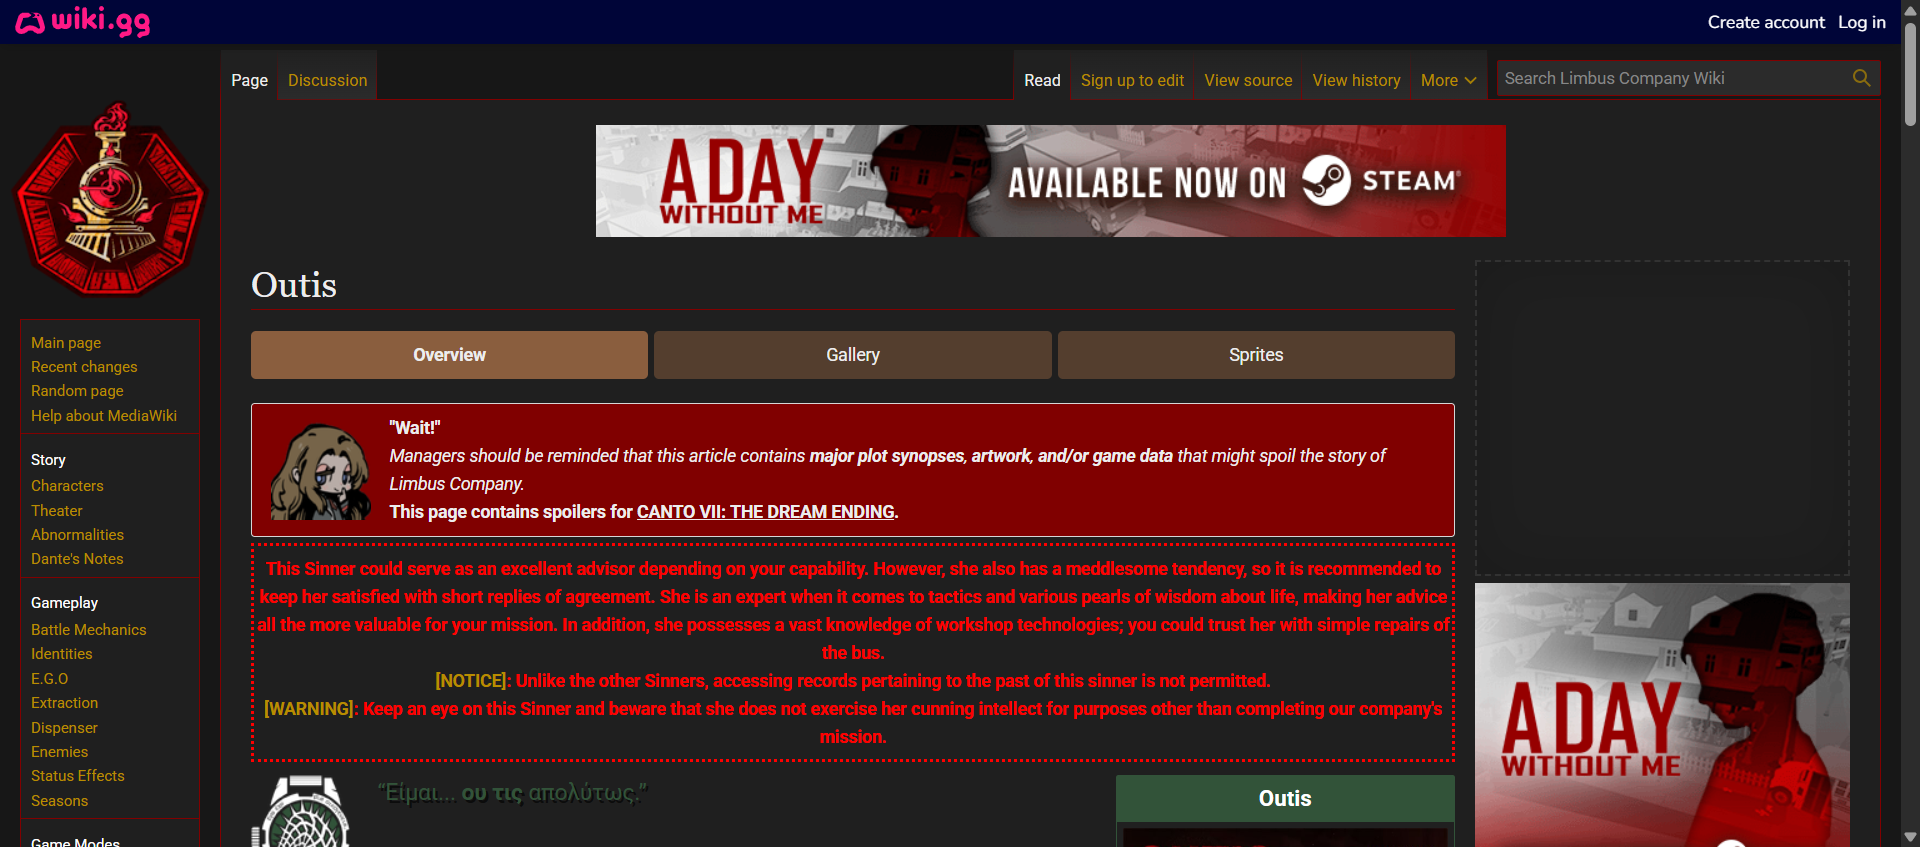 wiki.gg
Create account Log in
Page Discussion
Read Sign up to edit View source View history More
Search Limbus Company Wiki
A DAY
WITHOUT ME
AVAILABLE NOW ON STEAM
Outis
Overview Gallery Sprites
"Wait!"
Managers should be reminded that this article contains major plot synopses, artwork, and/or game data that might spoil the story of
Limbus Company.
This page contains spoilers for CANTO VII: THE DREAM ENDING.
This Sinner could serve as an excellent advisor depending on your capability. However, she also has a meddlesome tendency, so it is recommended to
keep her satisfied with short replies of agreement. She is an expert when it comes to tactics and various pearls of wisdom about life, making her advice
all the more valuable for your mission. In addition, she possesses a vast knowledge of workshop technologies; you could trust her with simple repairs of
the bus.
[NOTICE]: Unlike the other Sinners, accessing records pertaining to the past of this sinner is not permitted.
[WARNING]: Keep an eye on this Sinner and beware that she does not exercise her cunning intellect for purposes other than completing our company's
mission.
“Είμαι... ου τις απολύτως.”
Outis
Main page
Recent changes
Random page
Help about MediaWiki
Story
Characters
Theater
Abnormalities
Dante's Notes
Gameplay
Battle Mechanics
Identities
E.G.O
Extraction
Dispenser
Enemies
Status Effects
Seasons
Game Modes
A DAY
WITHOUT ME